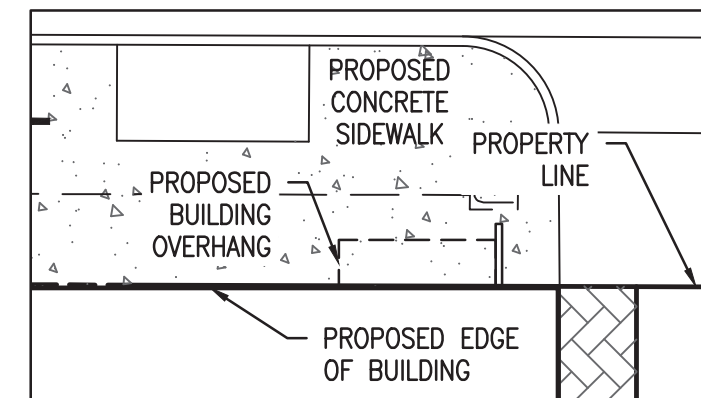 PROPOSED
CONCRETE
SIDEWALK
PROPERTY
LINE
PROPOSED
BUILDING
OVERHANG
PROPOSED EDGE
OF BUILDING